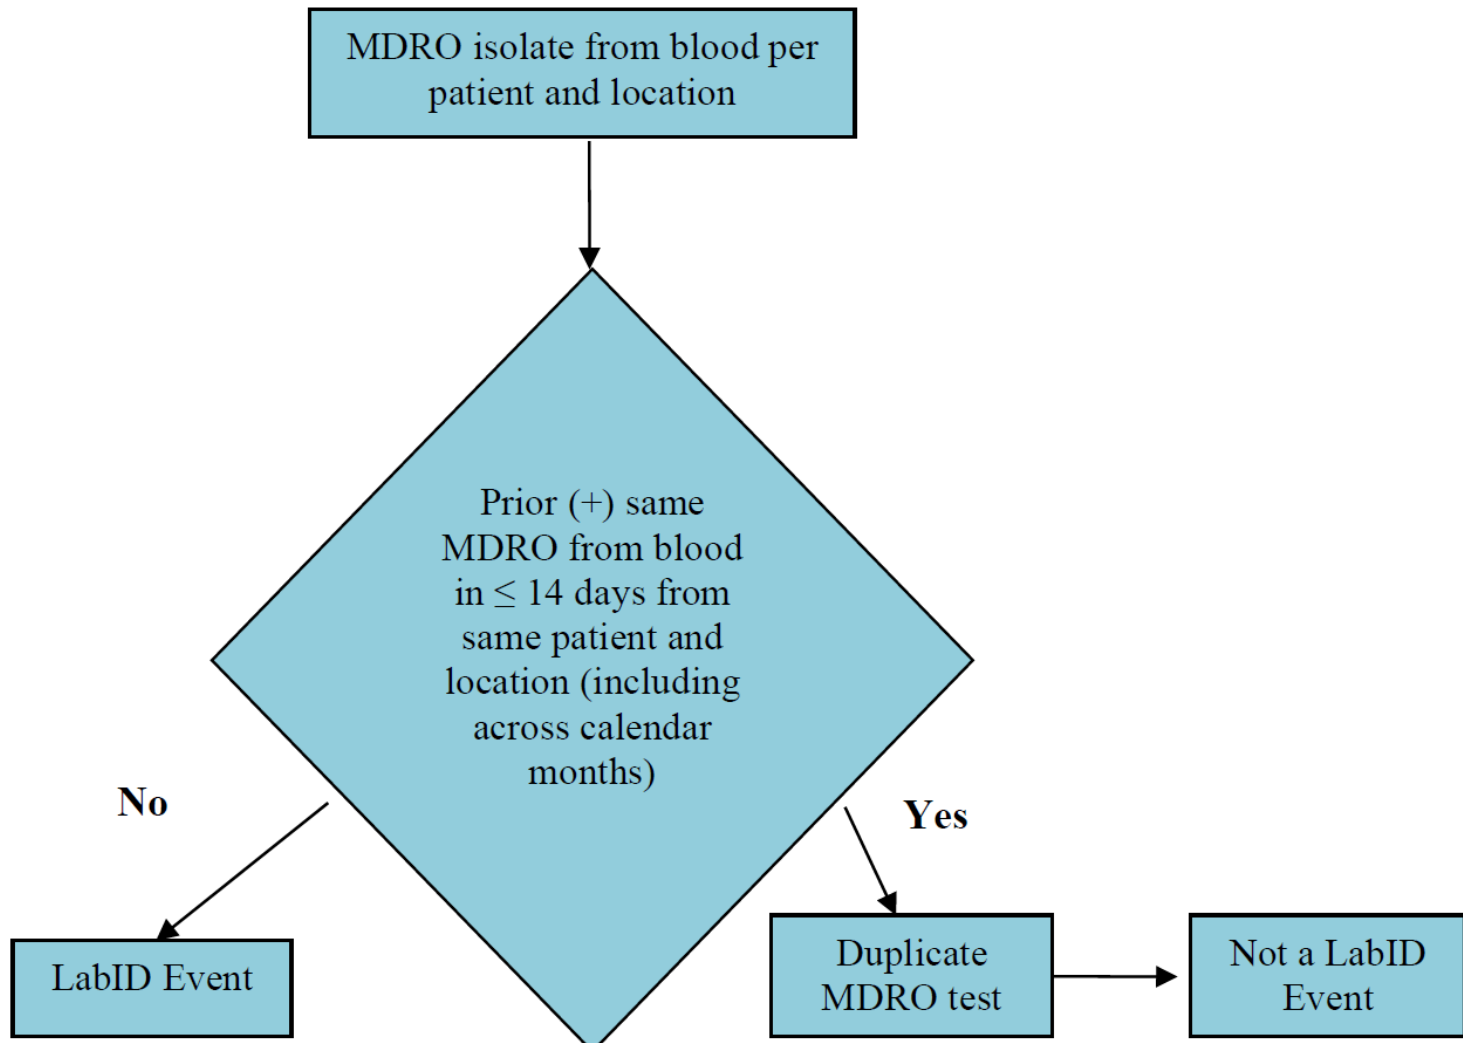 MDRO isolate from blood per
patient and location
Prior (+) same
MDRO from blood
in ≤ 14 days from
same patient and
location (including
across calendar
months)
No
Yes
LabID Event
Duplicate
MDRO test
Not a LabID
Event